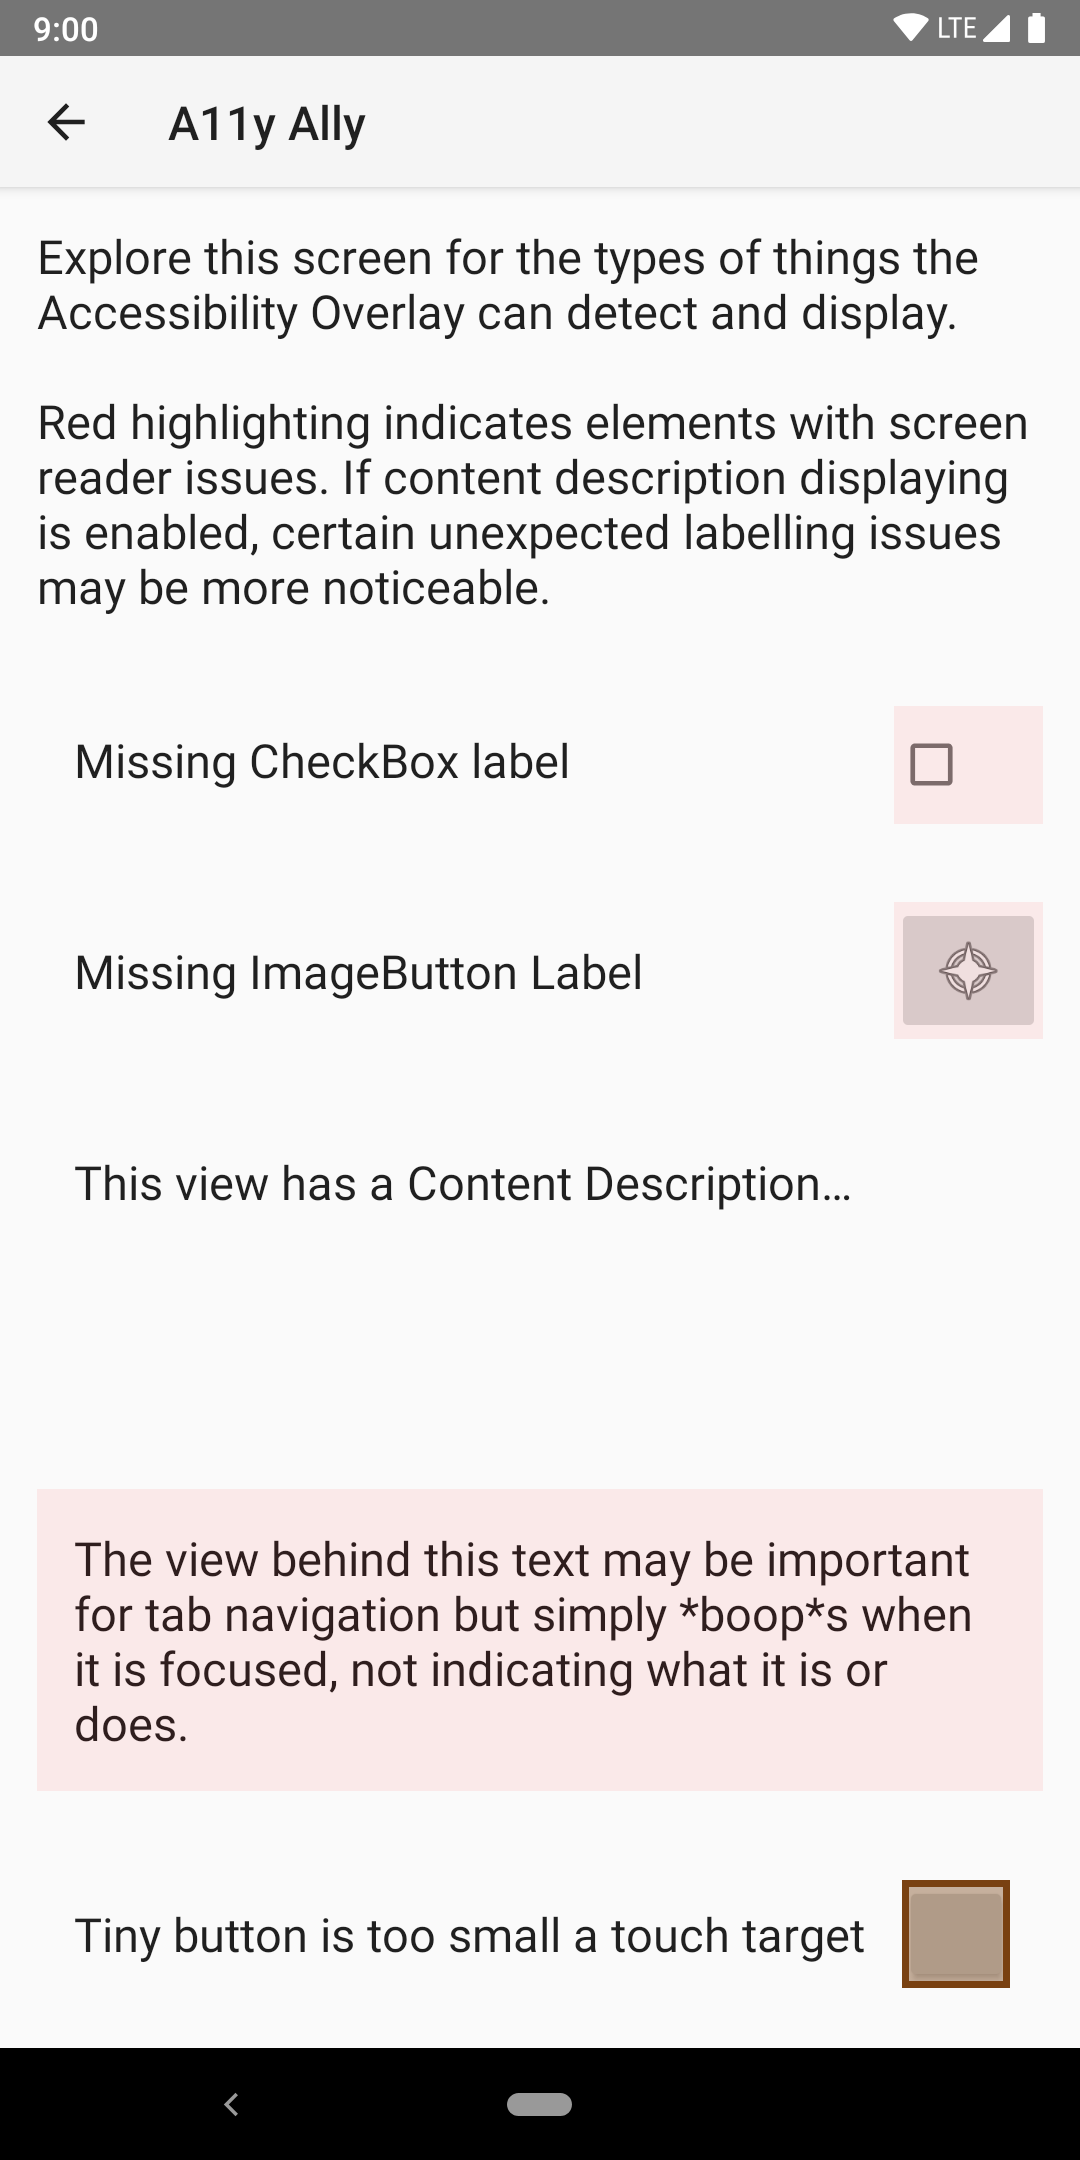 9:00
LTE
A11y Ally
Explore this screen for the types of things the
Accessibility Overlay can detect and display.
Red highlighting indicates elements with screen
reader issues. If content description displaying
is enabled, certain unexpected labelling issues
may be more noticeable.
Missing CheckBox label
Missing ImageButton Label
This view has a Content Description…
The view behind this text may be important
for tab navigation but simply *boop*s when
it is focused, not indicating what it is or
does.
Tiny button is too small a touch target